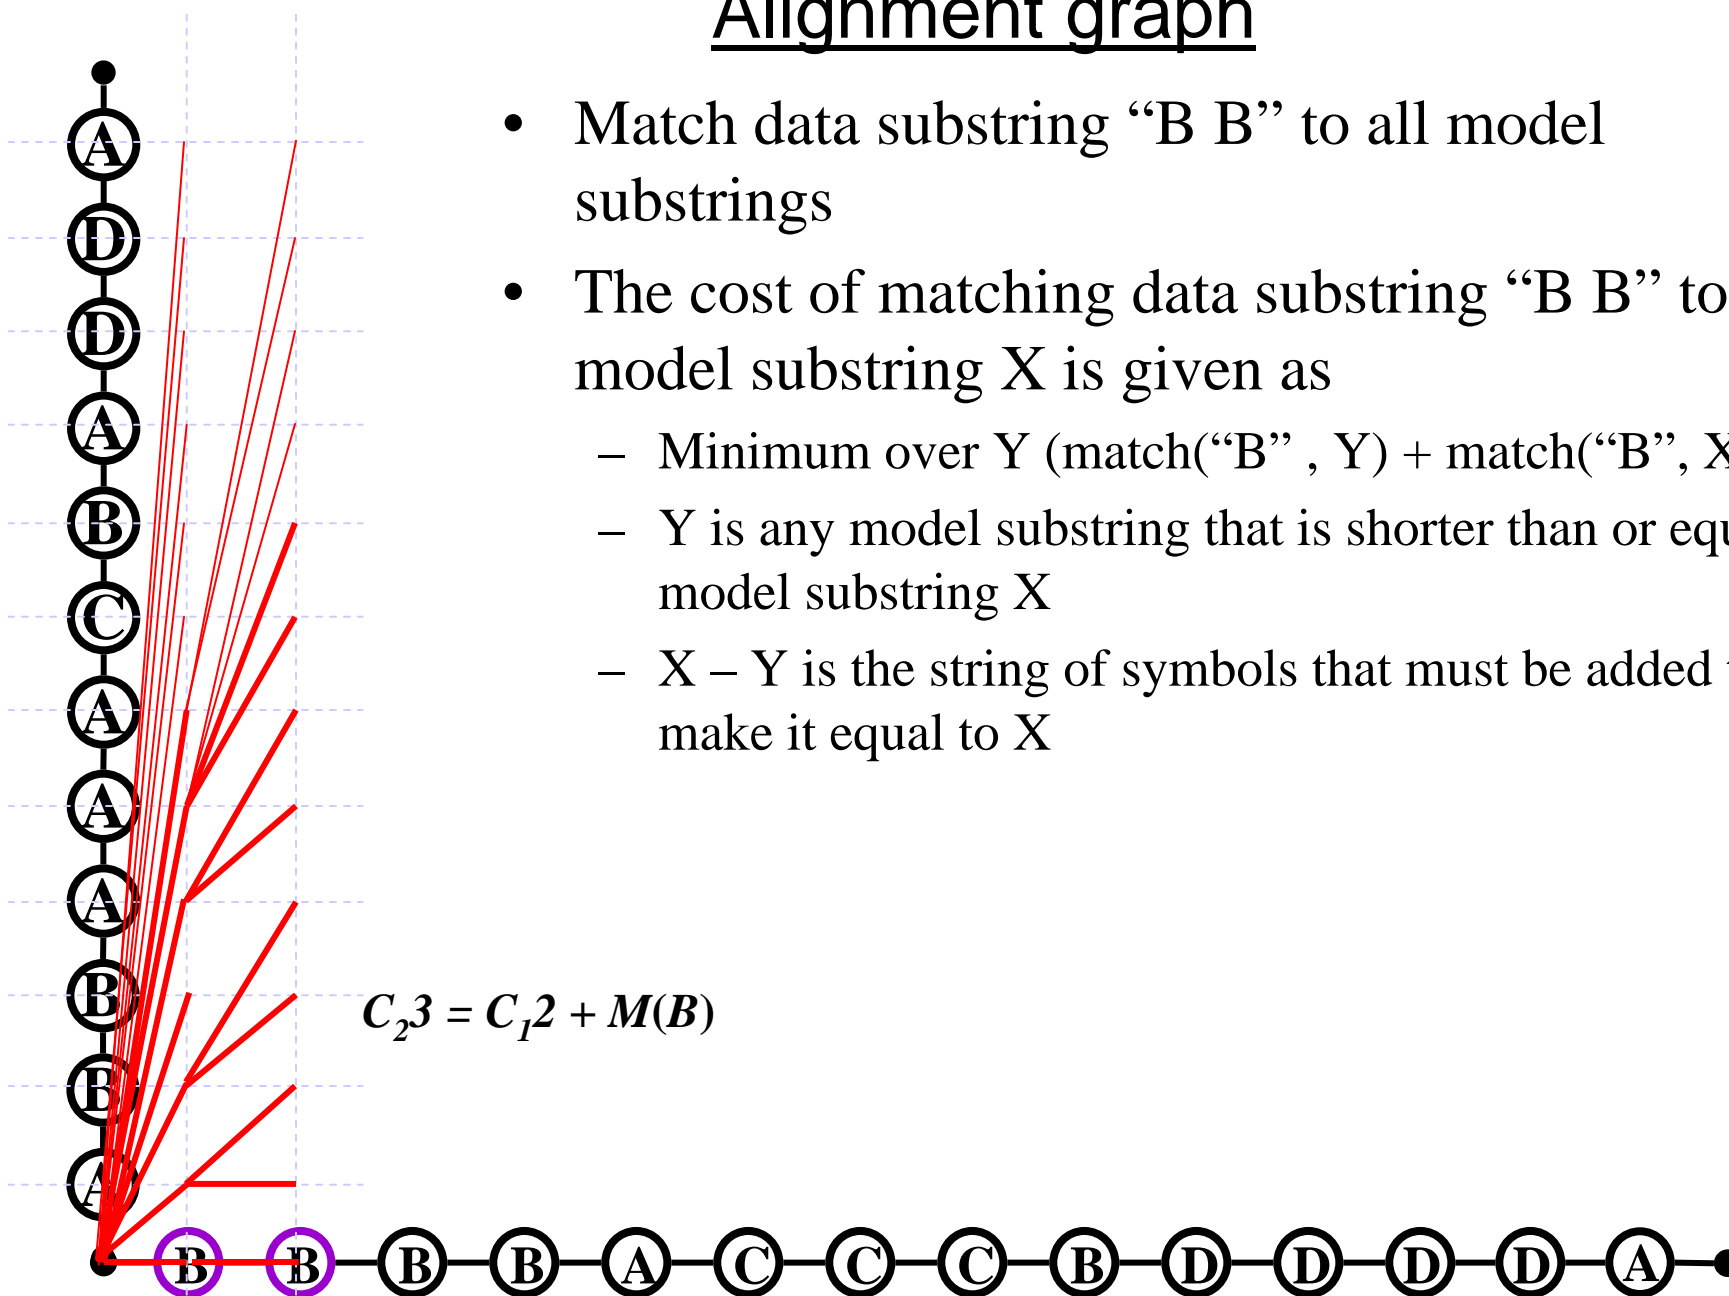 Alignment graph
• Match data substring “B B” to all model
substrings
• The cost of matching data substring “B B” to
model substring X is given as
– Minimum over Y (match(“B” , Y) + match(“B”, X
– Y is any model substring that is shorter than or equ
model substring X
– X – Y is the string of symbols that must be added t
make it equal to X
A
D
D
A
B
C
A
A
A
B
B
A
C₂3 = C₁2 + M(B)
B B B B A C C C B D D D D A